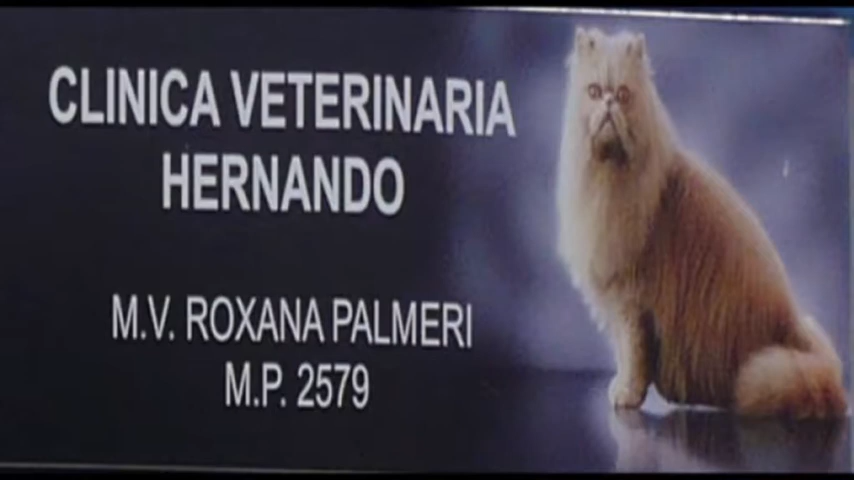 CLINICA VETERINARIA
HERNANDO
M.V. ROXANA PALMERI
M.P. 2579